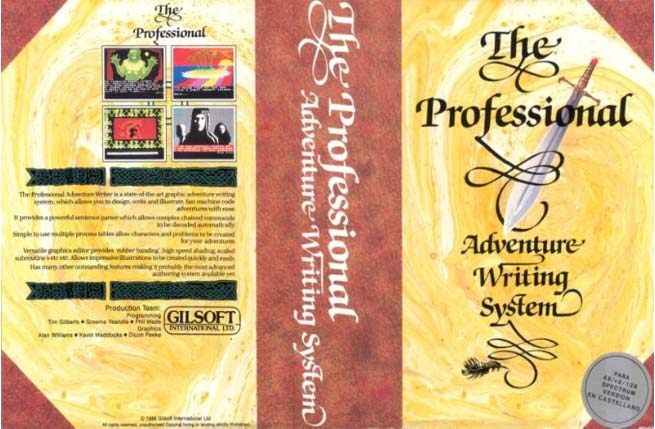 The
Professional
The Professional Adventure Writer is a state-of-the-art graphic adventure writing
system, which allows you to design, write and illustrate, fast machine code
adventures with ease
It provides a powerful sentence parser which allows complex chained commands
to be decoded automatically.
Simple to use multiple process tables allow characters and problems to be created
for your adventures.
Versatile graphics editor provides 'rubber banding', high speed shading, scaled
subroutine's etc etc. Allows impressive illustrations to be created quickly and easily.
Has many other outstanding features making it probably the most advanced
authoring system available yet
Production Team:
Programming
Tim Gilberts ● Graeme Yeandle ● Phil Wade
Graphics
Alan Williams ● Kevin Maddocks ● Dicon Peeke
GILSOFT
INTERNATIONAL LTD.
© 1986 Gilsoft International Ltd
All rights reserved, unauthorised Copying hiring or lending strictly Prohibited.
The Professional
Adventure Writing System
The
Professional
Adventure
Writing
System
PARA
48/+2/128
SPECTRUM
VERSION
EN CASTELLANO